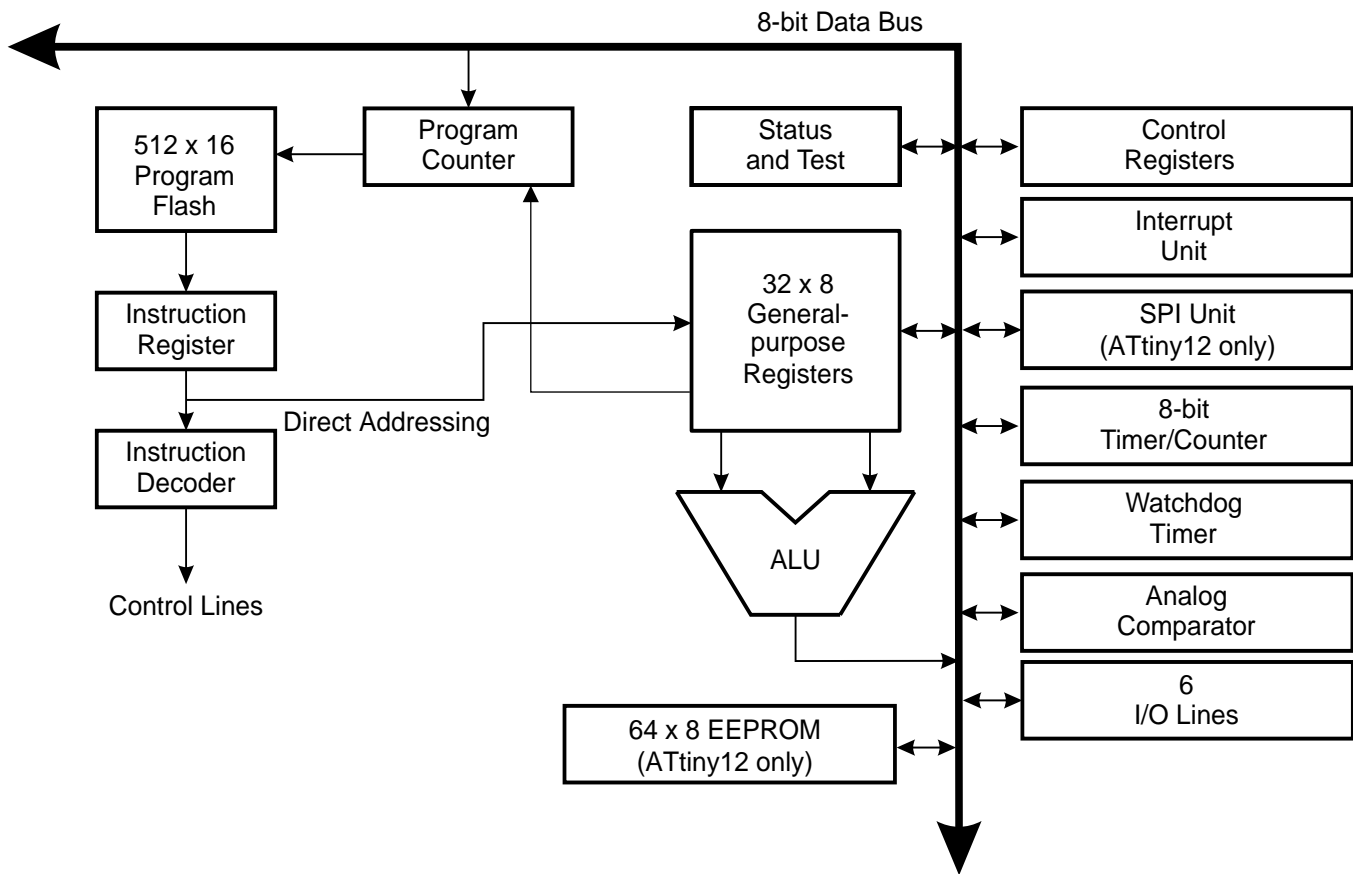 8-bit Data Bus
512 x 16
Program
Flash
Program
Counter
Status
and Test
Control
Registers
Interrupt
Unit
Instruction
Register
32 x 8
General-
purpose
Registers
SPI Unit
(ATtiny12 only)
Direct Addressing
8-bit
Timer/Counter
Instruction
Decoder
Watchdog
Timer
ALU
Control Lines
Analog
Comparator
6
I/O Lines
64 x 8 EEPROM
(ATtiny12 only)